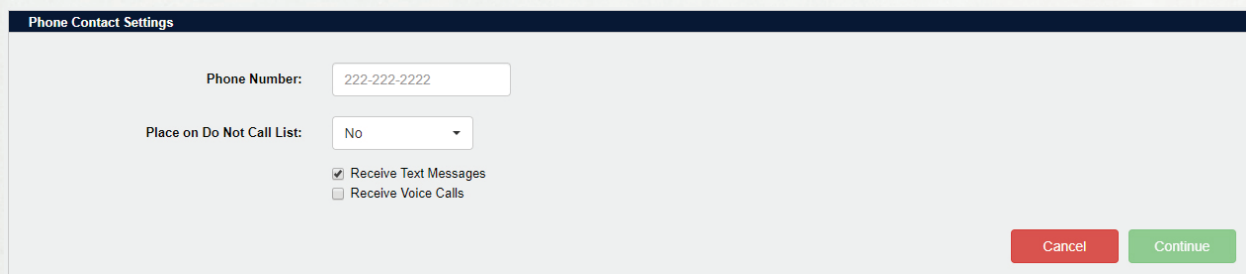 Phone Contact Settings
Phone Number: 222-222-2222
Place on Do Not Call List: No
Receive Text Messages
Receive Voice Calls
Cancel Continue